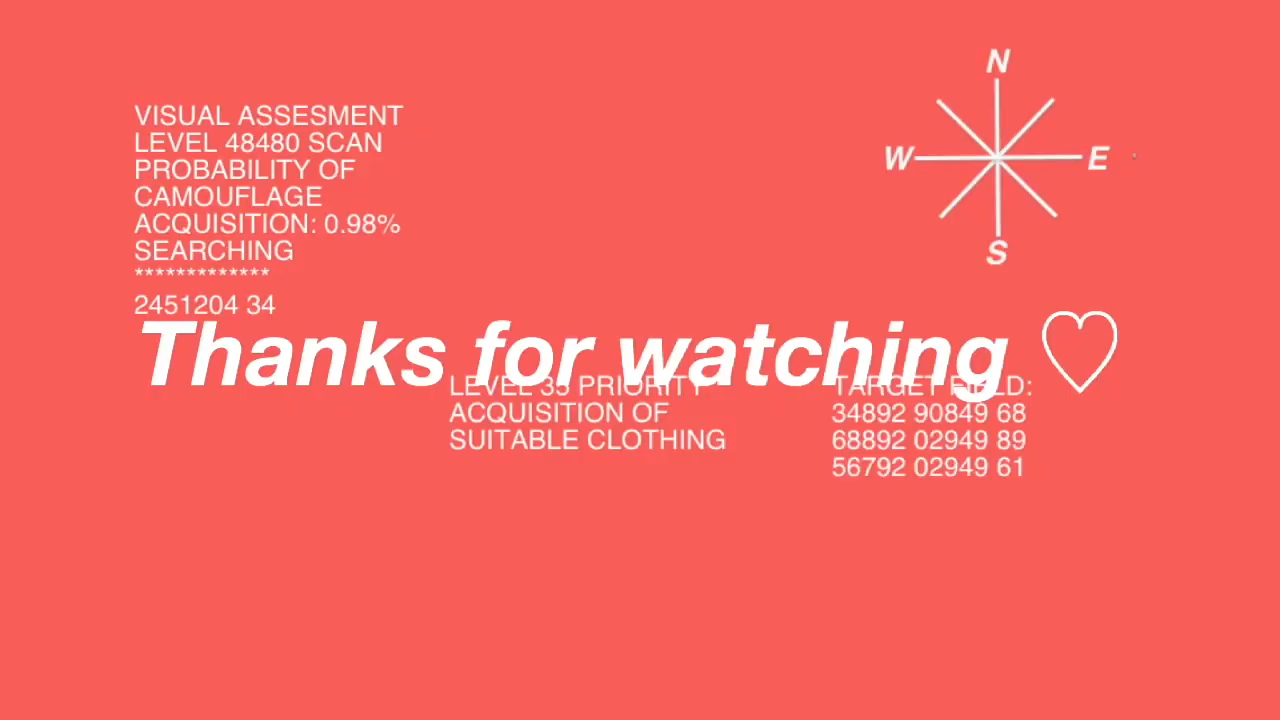 N
VISUAL ASSESMENT
LEVEL 48480 SCAN
PROBABILITY OF
CAMOUFLAGE
ACQUISITION: 0.98%
SEARCHING
*************
2451204 34
W E
S
Thanks for watching ♡
LEVEL 35 PRIORITY
ACQUISITION OF
SUITABLE CLOTHING
TARGET FIELD:
34892 90849 68
68892 02949 89
56792 02949 61